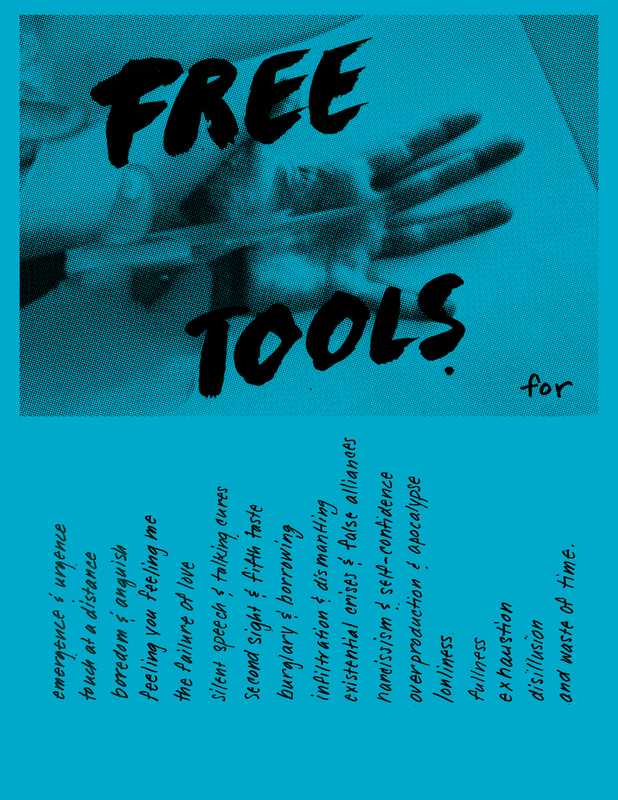 FREE
TOOLS.
for
emergence & urgence
touch at a distance
boredom & anguish
feeling you feeling me
the failure of love
silent speech & talking cures
second sight & fifth taste
burglary & borrowing
infiltration & dismantling
existential crises & false alliances
narcissism & self-confidence
overproduction & apocalypse
lonliness
fullness
exhaustion
disillusion
and waste of time.